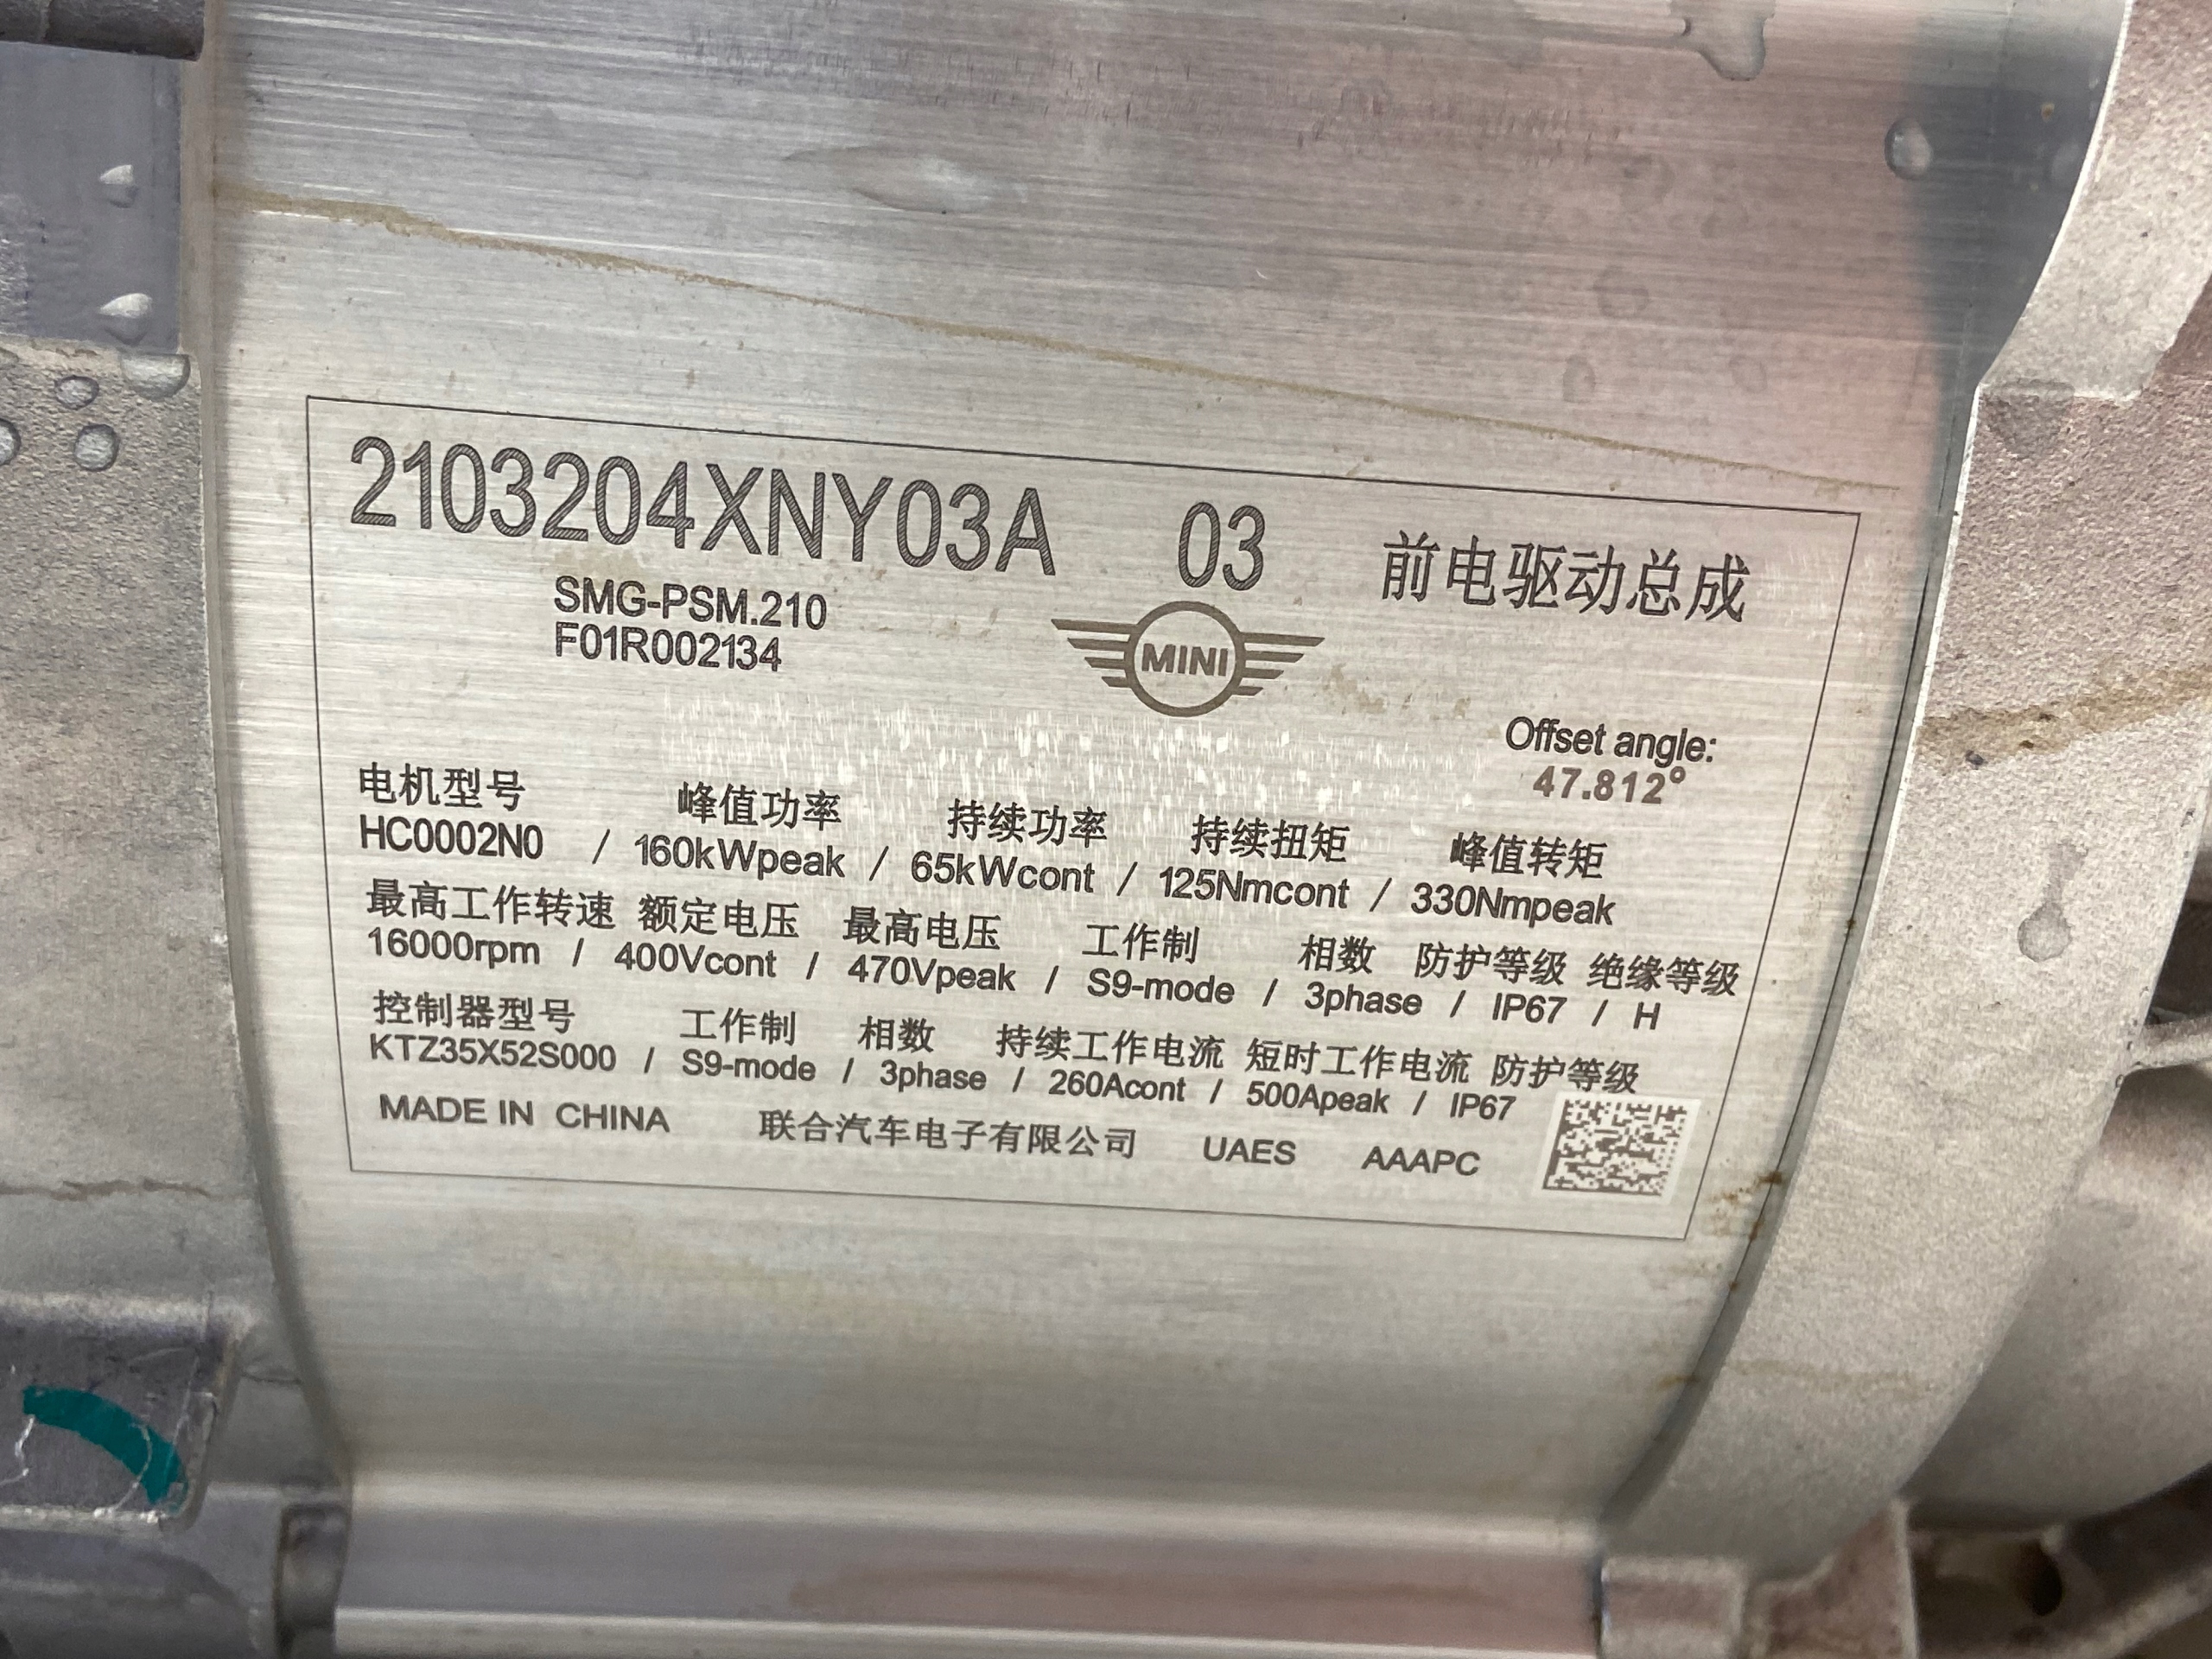 2103204XNY03A 03 前电驱动总成
SMG-PSM.210
F01R002134
MINI
Offset angle:
47.812°
电机型号 峰值功率 持续功率 持续扭矩 峰值转矩
HC0002N0 / 160kWpeak / 65kWcont / 125Nmcont / 330Nmpeak
最高工作转速 额定电压 最高电压 工作制 相数 防护等级 绝缘等级
16000rpm / 400Vcont / 470Vpeak / S9-mode / 3phase / IP67 / H
控制器型号 工作制 相数 持续工作电流 短时工作电流 防护等级
KTZ35X52S000 / S9-mode / 3phase / 260Acont / 500Apeak / IP67
MADE IN CHINA 联合汽车电子有限公司 UAES AAAPC